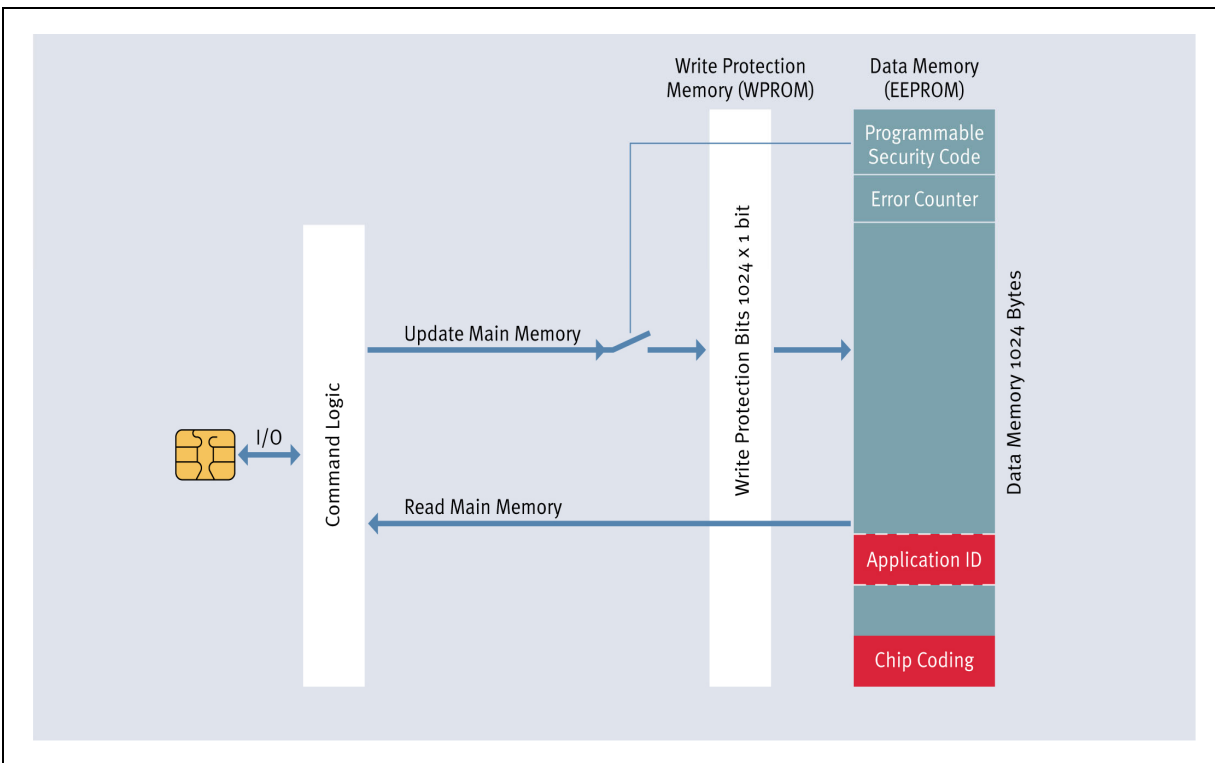 Write Protection
Memory (WPROM)
Data Memory
(EEPROM)
Programmable
Security Code
Error Counter
Write Protection Bits 1024 x 1 bit
Data Memory 1024 Bytes
Update Main Memory
Command Logic
I/O
Read Main Memory
Application ID
Chip Coding